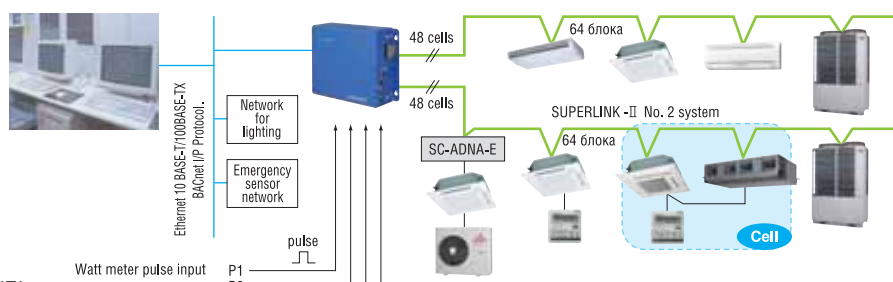 48 cells
64 блока
48 cells
SUPERLINK -II No. 2 system
64 блока
SC-ADNA-E
Ethernet 10 BASE-T/100BASE-TX
BACnet I/P Protocol.
Network
for
lighting
Emergency
sensor
network
Cell
pulse
Watt meter pulse input P1